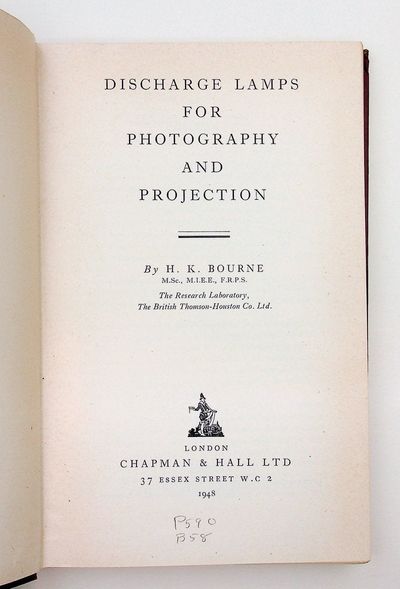 DISCHARGE LAMPS
FOR
PHOTOGRAPHY
AND
PROJECTION
By H. K. BOURNE
M.Sc., M.I.E.E., F.R.P.S.
The Research Laboratory,
The British Thomson-Houston Co. Ltd.
LONDON
CHAPMAN & HALL LTD
37 ESSEX STREET W.C 2
1948
P590
B58